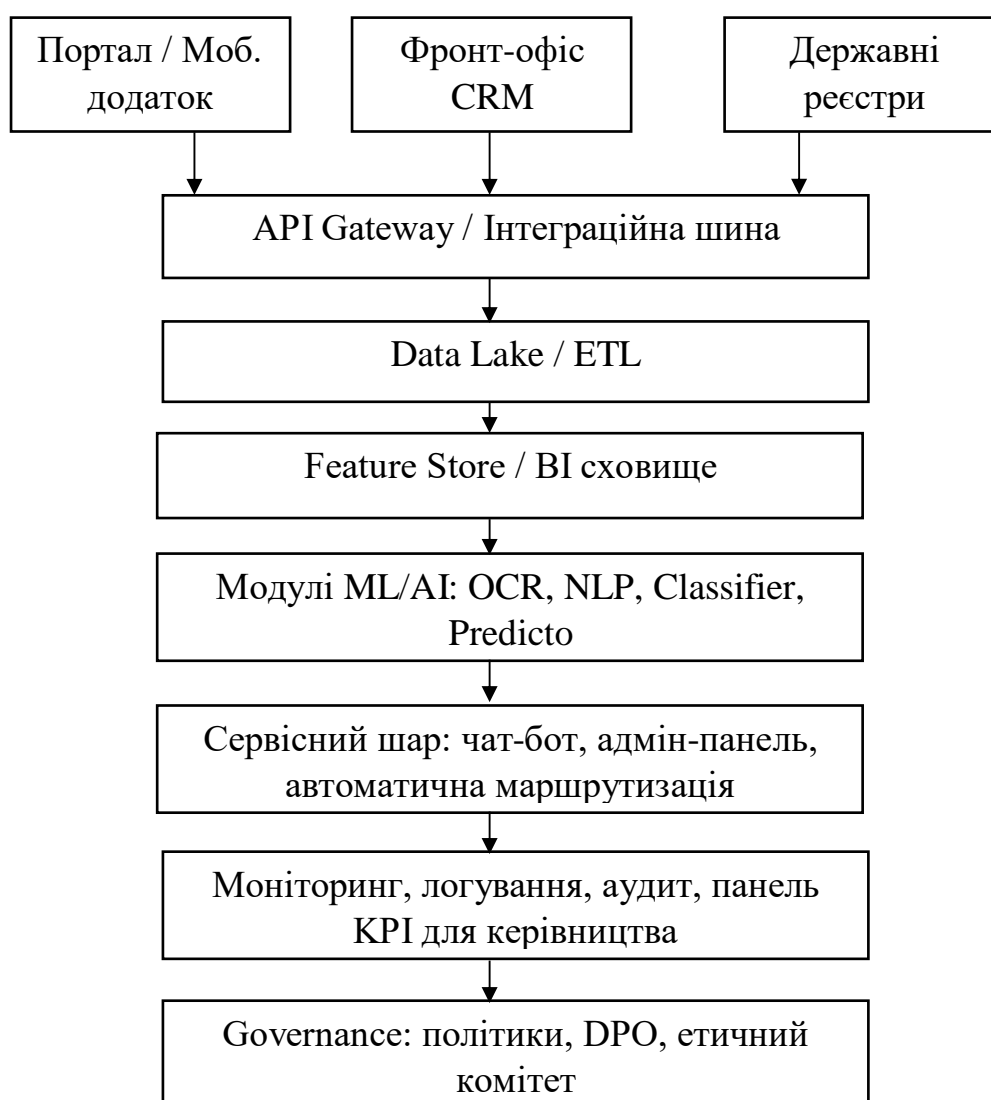 Портал / Моб.
додаток
Фронт-офіс
CRM
Державні
реєстри
API Gateway / Інтеграційна шина
Data Lake / ETL
Feature Store / BI сховище
Модулі ML/AI: OCR, NLP, Classifier,
Predicto
Сервісний шар: чат-бот, адмін-панель,
автоматична маршрутизація
Моніторинг, логування, аудит, панель
KPI для керівництва
Governance: політики, DPO, етичний
комітет